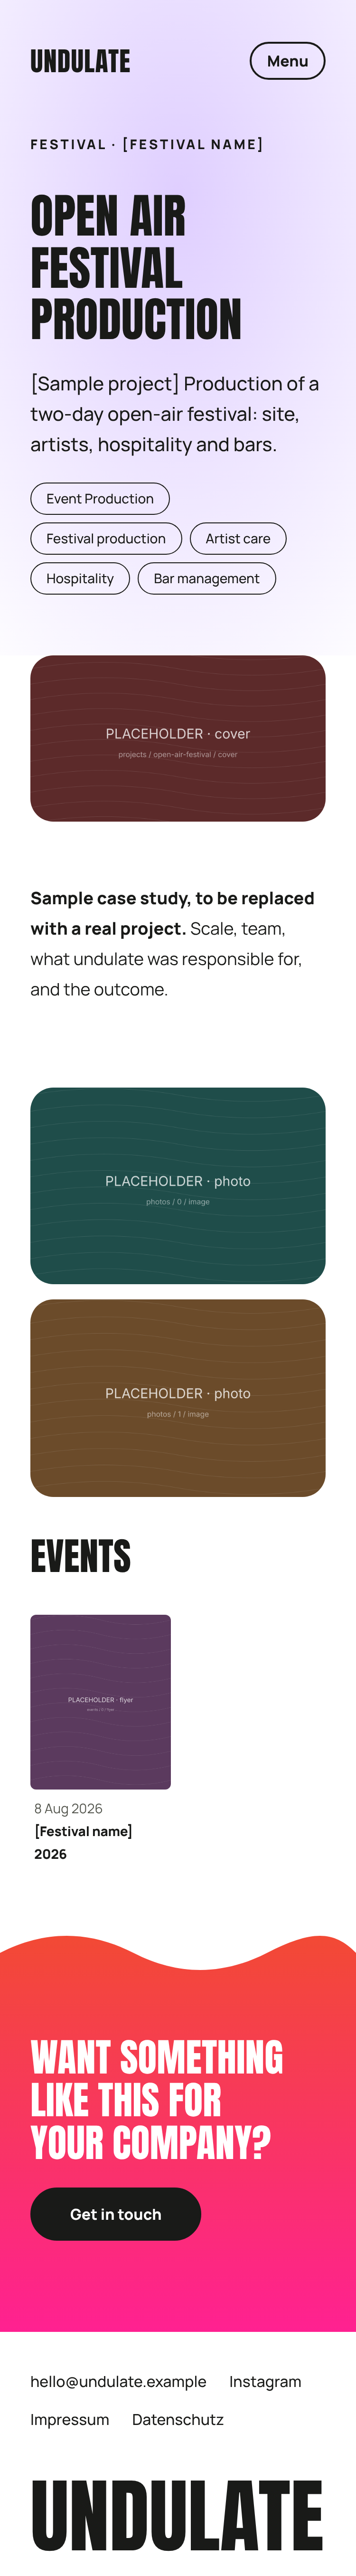 UNDULATE
Menu
FESTIVAL · [FESTIVAL NAME]
OPEN AIR
FESTIVAL
PRODUCTION
[Sample project] Production of a
two-day open-air festival: site,
artists, hospitality and bars.
Event Production
Festival production
Artist care
Hospitality
Bar management
PLACEHOLDER · cover
projects / open-air-festival / cover
Sample case study, to be replaced
with a real project. Scale, team,
what undulate was responsible for,
and the outcome.
PLACEHOLDER · photo
photos / 0 / image
PLACEHOLDER · photo
photos / 1 / image
EVENTS
PLACEHOLDER · flyer
8 Aug 2026
[Festival name]
2026
WANT SOMETHING
LIKE THIS FOR
YOUR COMPANY?
Get in touch
hello@undulate.example
Instagram
Impressum
Datenschutz
UNDULATE